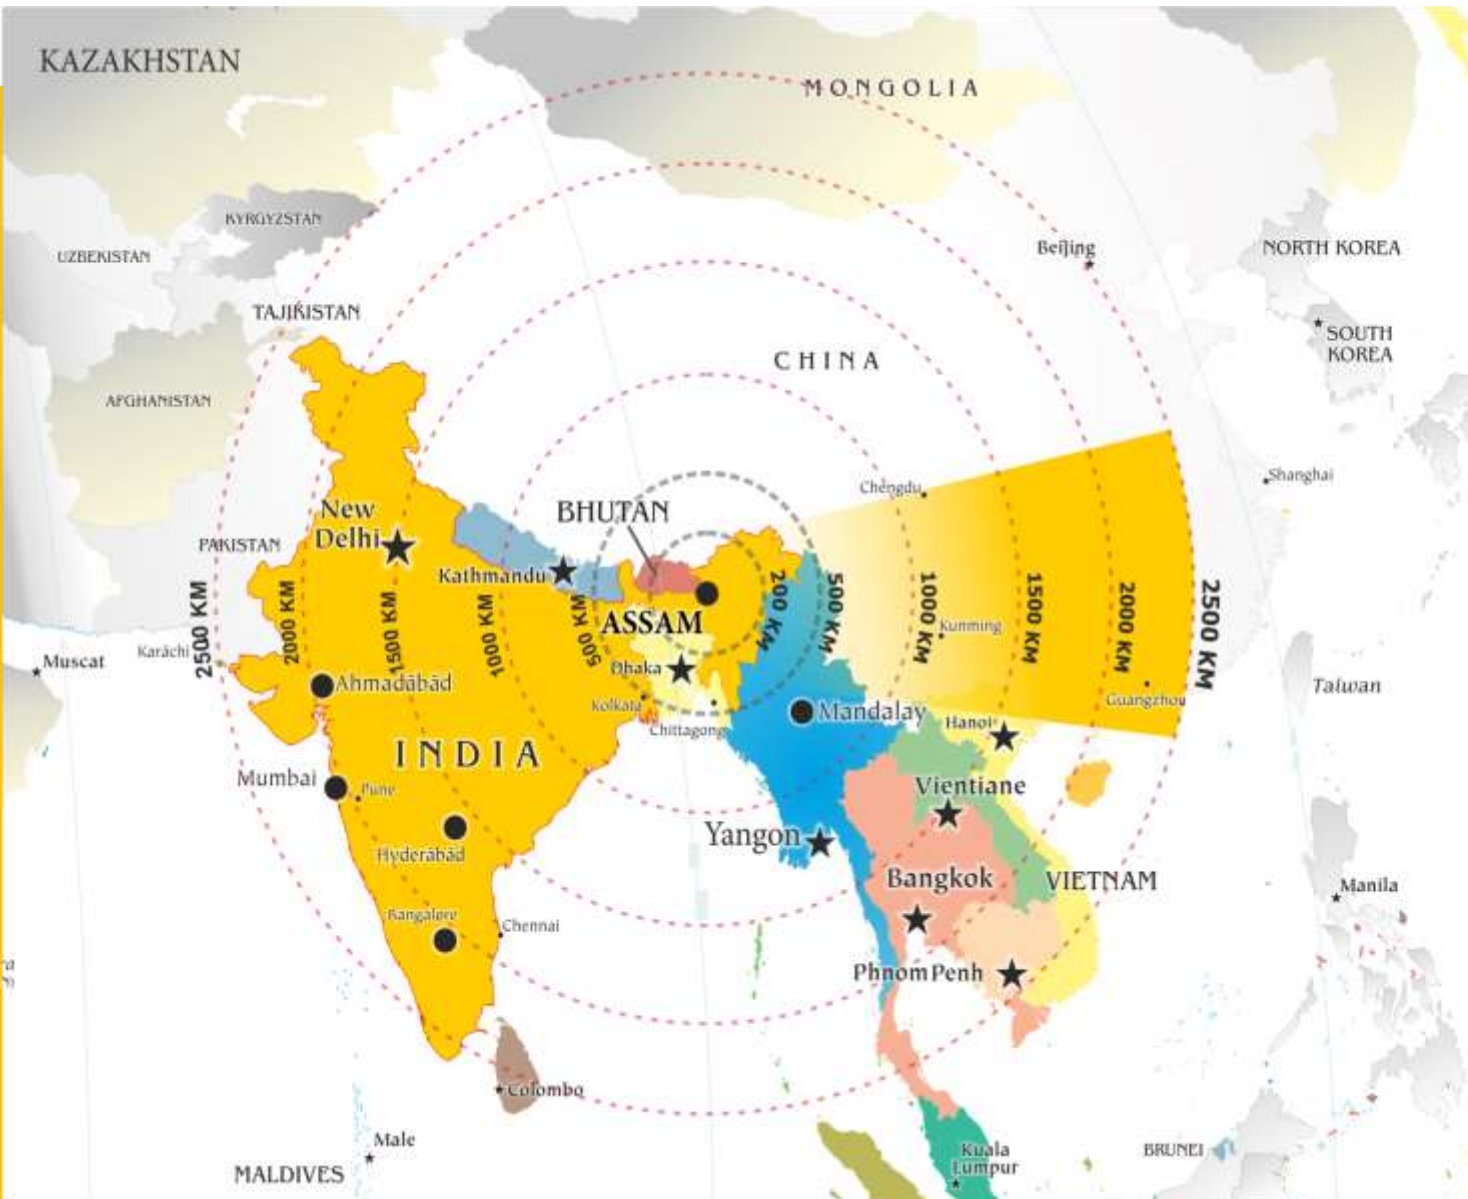 KAZAKHSTAN
MONGOLIA
KYRGYZSTAN
UZBEKISTAN
Beijing
NORTH KOREA
TAJIKISTAN
SOUTH
KOREA
CHINA
AFGHANISTAN
Shanghai
Chengdu
New
Delhi
BHUTAN
PAKISTAN
Kathmandu
2500 KM
2000 KM
1500 KM
1000 KM
500 KM
ASSAM
200 KM
500 KM
1000 KM
1500 KM
2000 KM
2500 KM
Kunming
Karáchi
Muscat
Dhaka
Ahmadābād
Taiwan
Kolkata
Guangzhou
Mandalay
Hanoi
Chittagong
INDIA
Mumbai
Pune
Vientiane
Yangon
Hyderābād
Bangkok
VIETNAM
Manila
Bangalore
Chennai
Phnom Penh
Colombo
Male
MALDIVES
Kuala
Lumpur
BRUNEI